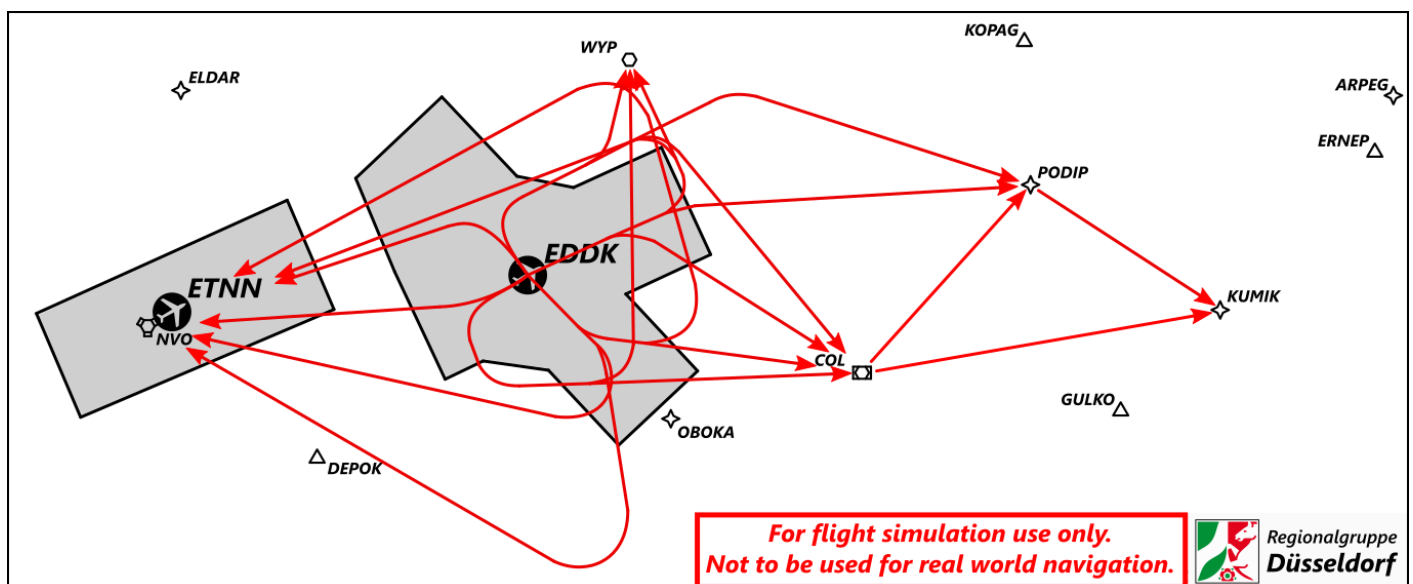 KOPAG
WYP
ELDAR
ARPEG
ERNEP
PODIP
EDDK
ETNN
KUMIK
NVO
COL
GULKO
OBOKA
DEPOK
For flight simulation use only.
Not to be used for real world navigation.
Regionalgruppe
Düsseldorf